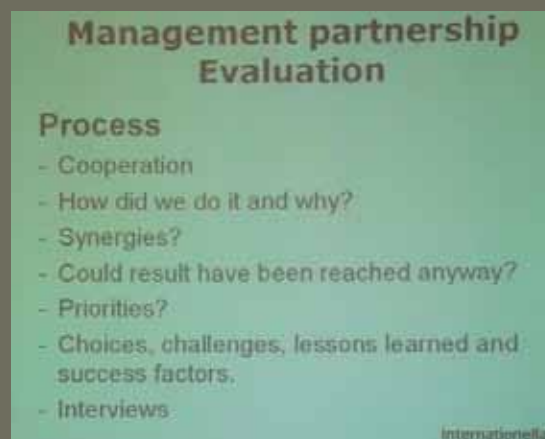 Management partnership
Evaluation
Process
- Cooperation
- How did we do it and why?
- Synergies?
- Could result have been reached anyway?
- Priorities?
- Choices, challenges, lessons learned and
success factors.
- Interviews
Internationella